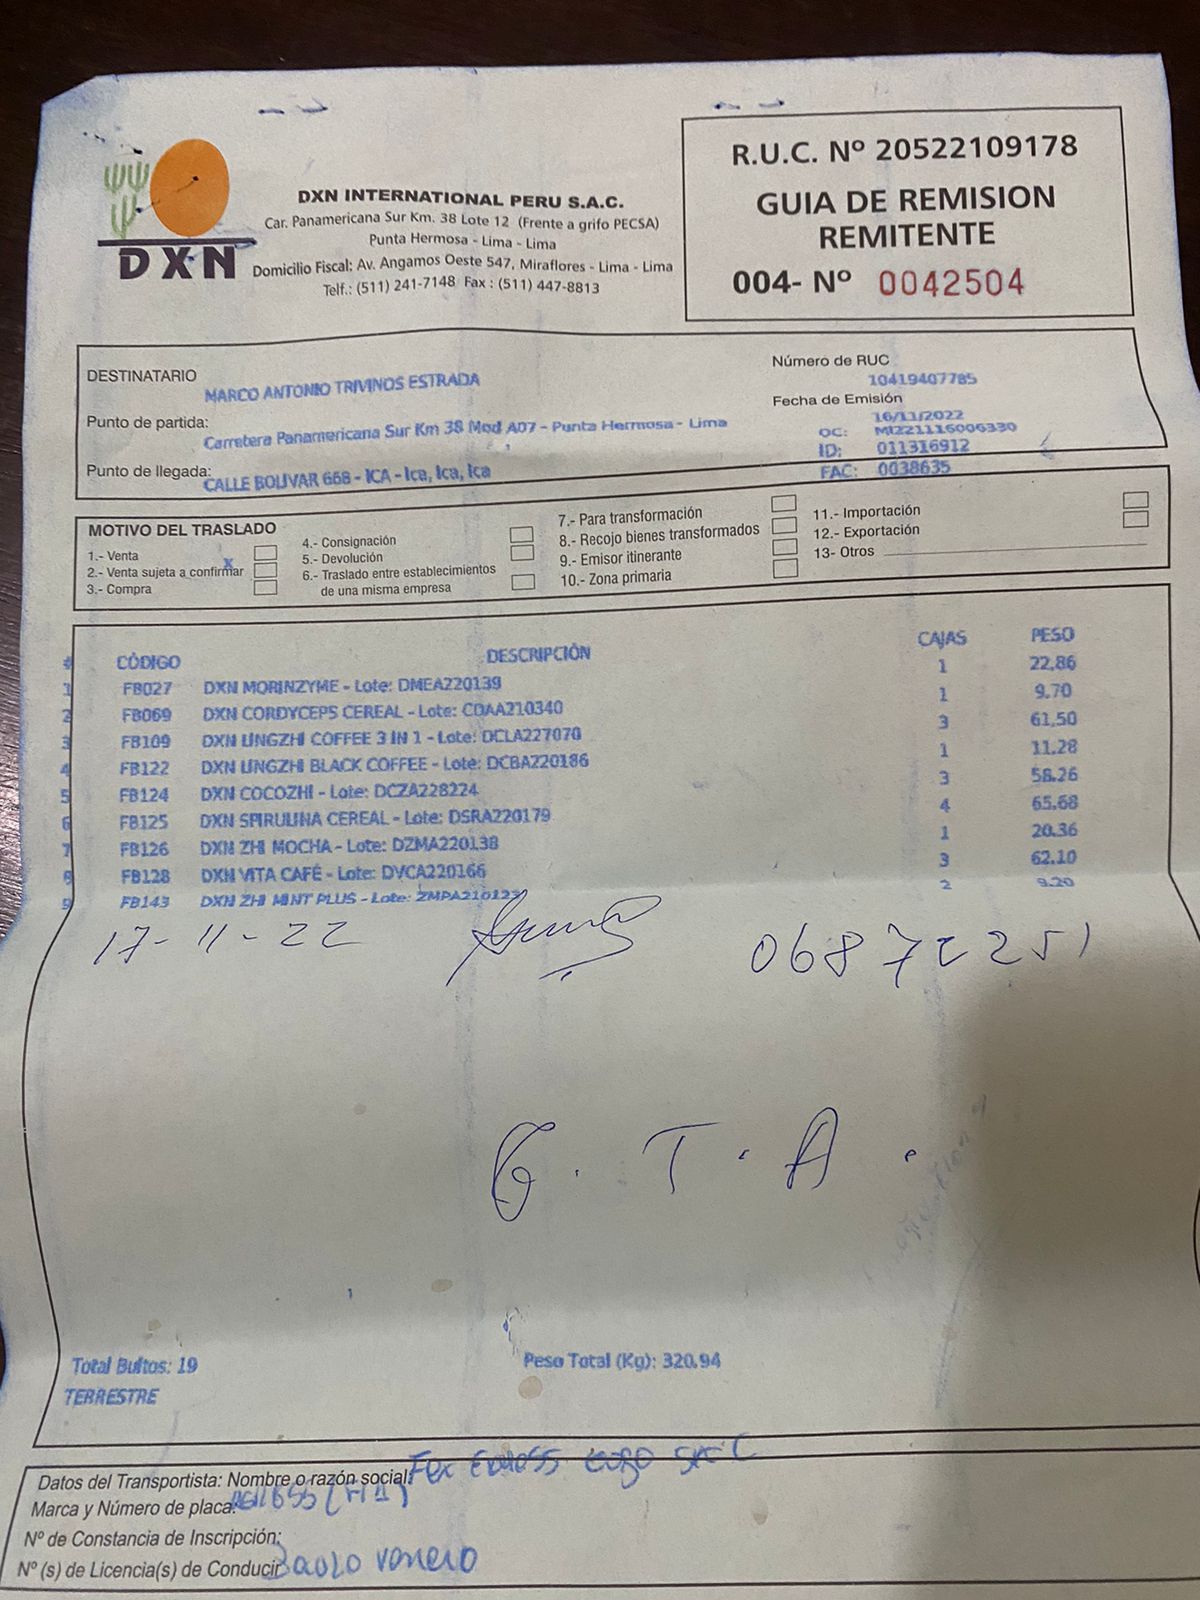 DXN
DXN INTERNATIONAL PERU S.A.C.
Car. Panamericana Sur Km. 38 Lote 12 (Frente a grifo PECSA)
Punta Hermosa - Lima - Lima
Domicilio Fiscal: Av. Angamos Oeste 547, Miraflores - Lima - Lima
Telf.: (511) 241-7148 Fax : (511) 447-8813
R.U.C. Nº 20522109178
GUIA DE REMISION
REMITENTE
004- Nº 0042504
DESTINATARIO MARCO ANTONIO TRIVINOS ESTRADA
Punto de partida: Carretera Panamericana Sur Km 38 Mod A07 - Punta Hermosa - Lima
Punto de llegada: CALLE BOLIVAR 668 - ICA - Ica, Ica, Ica
Número de RUC
10419407785
Fecha de Emisión
16/11/2022
OC: MI221116006330
ID: 011316912
FAC: 0038635
MOTIVO DEL TRASLADO
1.- Venta
2.- Venta sujeta a confirmar x
3.- Compra
4.- Consignación
5.- Devolución
6.- Traslado entre establecimientos
de una misma empresa
7.- Para transformación
8.- Recojo bienes transformados
9.- Emisor itinerante
10.- Zona primaria
11.- Importación
12.- Exportación
13- Otros
# CÓDIGO DESCRIPCIÓN CAJAS PESO
1 FB027 DXN MORINZYME - Lote: DMEA220139 1 22,86
2 FB069 DXN CORDYCEPS CEREAL - Lote: CDAA210340 1 9.70
3 FB109 DXN LINGZHI COFFEE 3 IN 1 - Lote: DCLA227070 3 61,50
4 FB122 DXN LINGZHI BLACK COFFEE - Lote: DCBA220186 1 11.28
5 FB124 DXN COCOZHI - Lote: DCZA228224 3 58.26
6 FB125 DXN SPIRULINA CEREAL - Lote: DSRA220179 4 65,68
7 FB126 DXN ZHI MOCHA - Lote: DZMA220138 1 20.36
8 FB128 DXN VITA CAFÉ - Lote: DVCA220166 3 62.10
9 FB143 DXN ZHI MINT PLUS - Lote: ZMPA210123 2 9.20
17-11-22 06872251
G. T. A.
Total Bultos: 19 Peso Total (Kg): 320.94
TERRESTRE
Datos del Transportista: Nombre o razón social:
Marca y Número de placa:
Nº de Constancia de Inscripción:
Nº (s) de Licencia(s) de Conducir